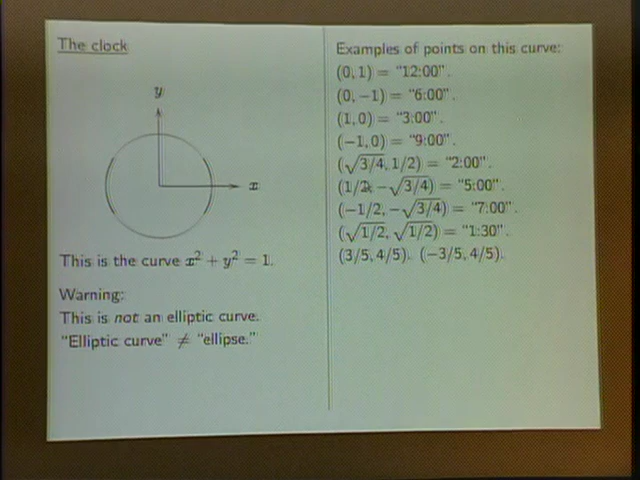 The clock
y
x
This is the curve x² + y² = 1.
Warning:
This is not an elliptic curve.
“Elliptic curve” ≠ “ellipse.”
Examples of points on this curve:
(0, 1) = “12:00”.
(0, −1) = “6:00”.
(1, 0) = “3:00”.
(−1, 0) = “9:00”.
(√3/4, 1/2) = “2:00”.
(1/2, −√3/4) = “5:00”.
(−1/2, −√3/4) = “7:00”.
(√1/2, √1/2) = “1:30”.
(3/5, 4/5). (−3/5, 4/5).